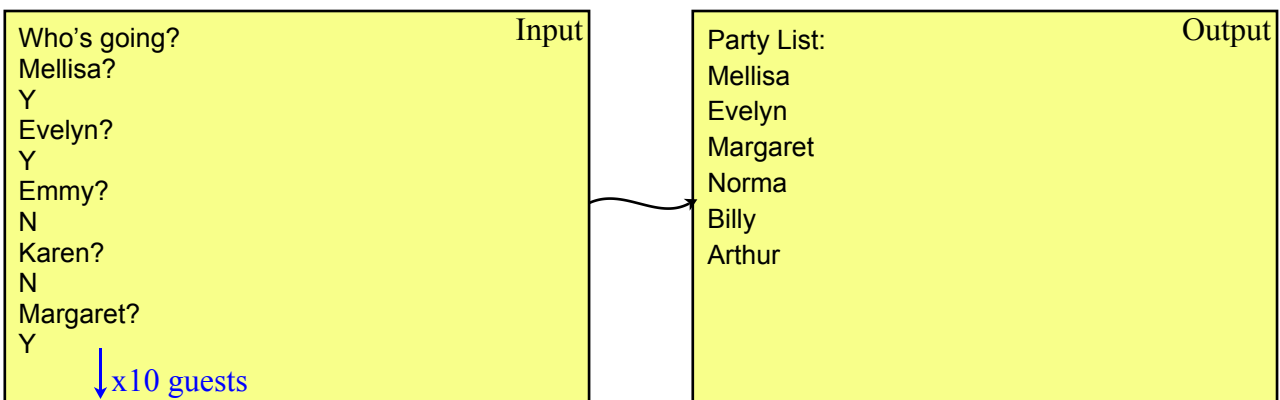 Input
Who's going?
Mellisa?
Y
Evelyn?
Y
Emmy?
N
Karen?
N
Margaret?
Y
x10 guests
Output
Party List:
Mellisa
Evelyn
Margaret
Norma
Billy
Arthur